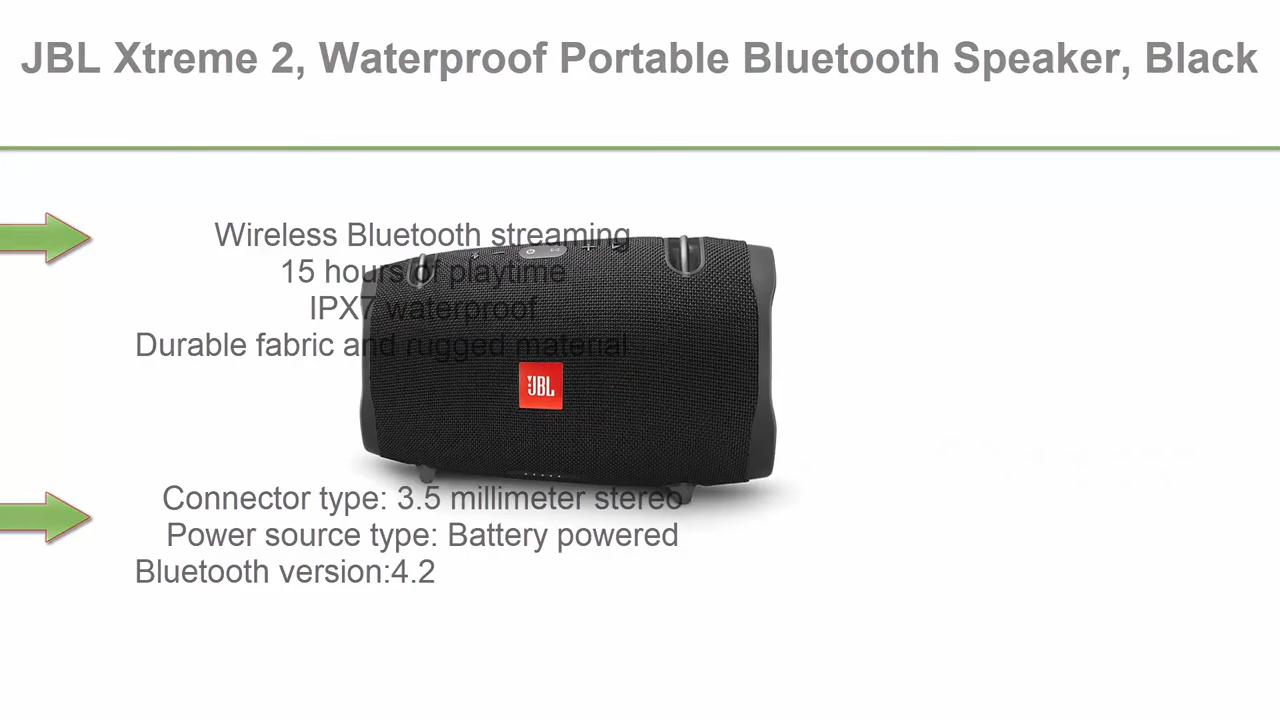 JBL Xtreme 2, Waterproof Portable Bluetooth Speaker, Black
Wireless Bluetooth streaming
15 hours of playtime
IPX7 waterproof
Durable fabric and rugged material
JBL
Connector type: 3.5 millimeter stereo
Power source type: Battery powered
Bluetooth version:4.2